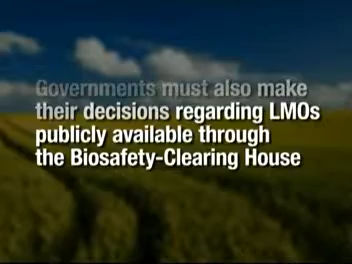 Governments must also make
their decisions regarding LMOs
publicly available through
the Biosafety-Clearing House